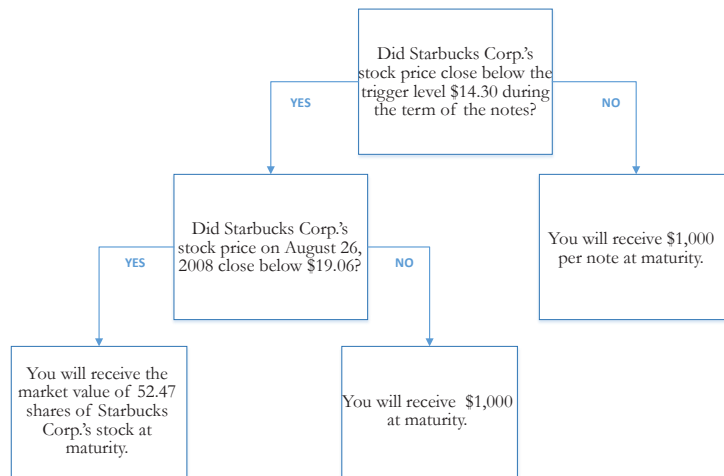 Did Starbucks Corp.'s
stock price close below the
trigger level $14.30 during
the term of the notes?
YES
NO
Did Starbucks Corp.'s
stock price on August 26,
2008 close below $19.06?
You will receive $1,000
per note at maturity.
YES
NO
You will receive the
market value of 52.47
shares of Starbucks
Corp.'s stock at
maturity.
You will receive $1,000
at maturity.